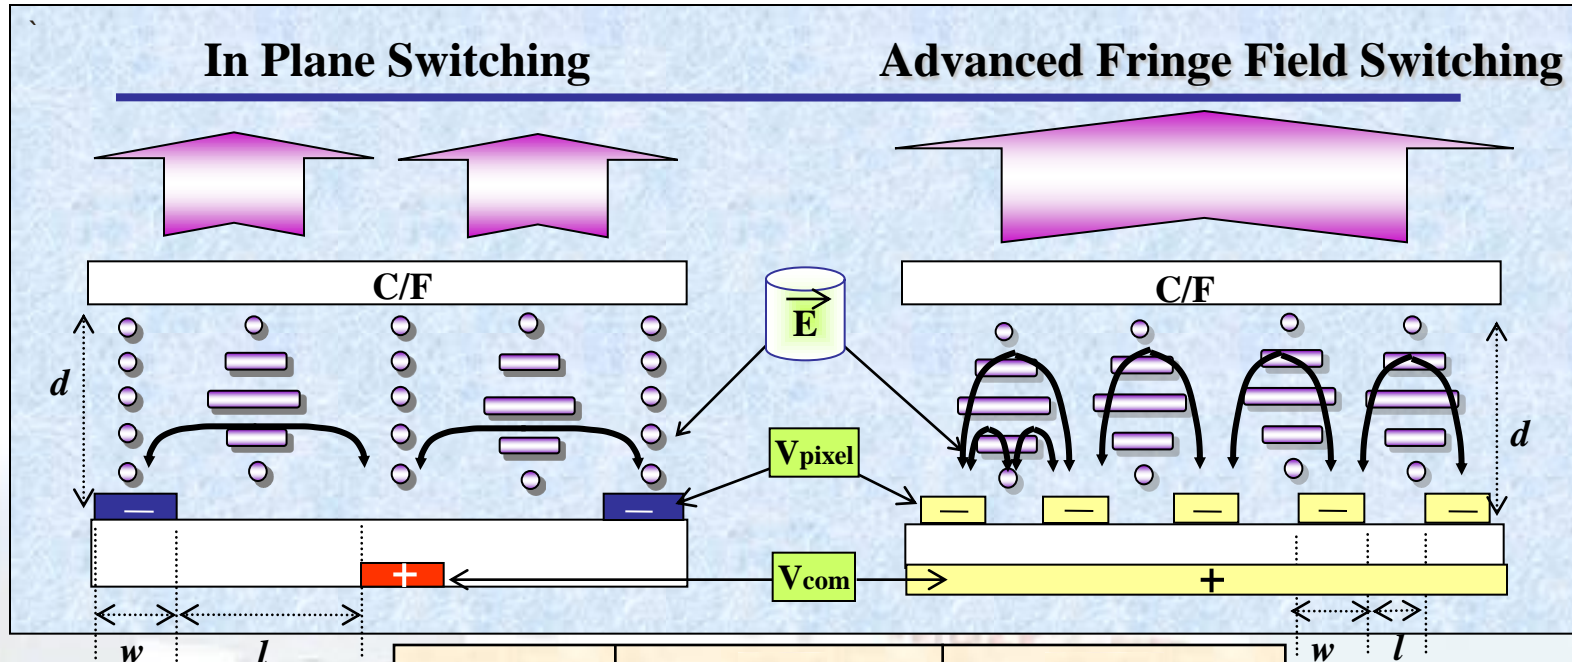 `
In Plane Switching
Advanced Fringe Field Switching
C/F
C/F
E
d
d
Vpixel
— — — — — — —
Vcom
+
+
w
l
w
l